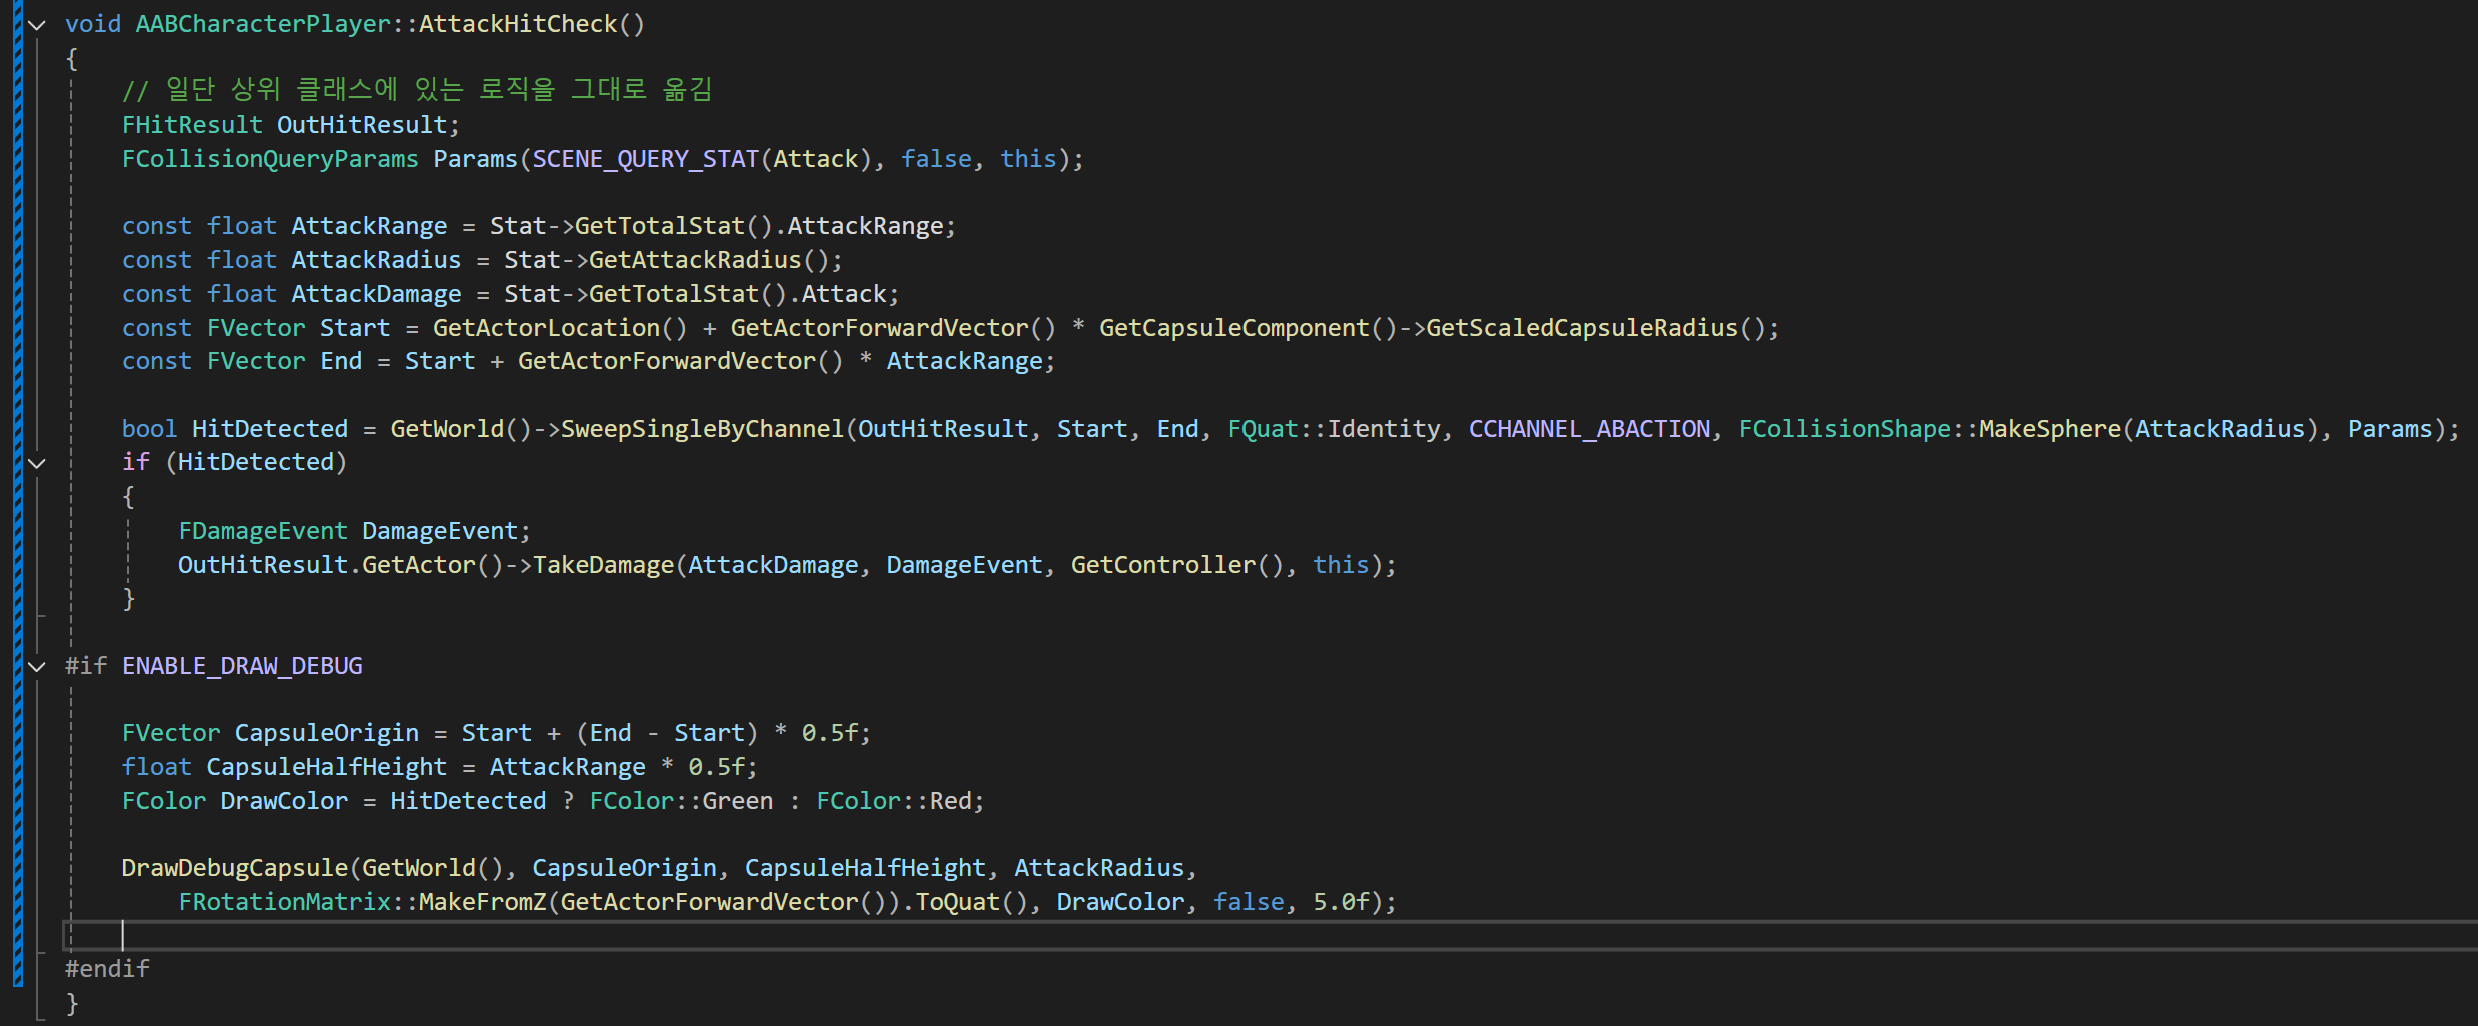 void AABCharacterPlayer::AttackHitCheck()
{
    // 일단 상위 클래스에 있는 로직을 그대로 옮김
    FHitResult OutHitResult;
    FCollisionQueryParams Params(SCENE_QUERY_STAT(Attack), false, this);

    const float AttackRange = Stat->GetTotalStat().AttackRange;
    const float AttackRadius = Stat->GetAttackRadius();
    const float AttackDamage = Stat->GetTotalStat().Attack;
    const FVector Start = GetActorLocation() + GetActorForwardVector() * GetCapsuleComponent()->GetScaledCapsuleRadius();
    const FVector End = Start + GetActorForwardVector() * AttackRange;

    bool HitDetected = GetWorld()->SweepSingleByChannel(OutHitResult, Start, End, FQuat::Identity, CCHANNEL_ABACTION, FCollisionShape::MakeSphere(AttackRadius), Params);
    if (HitDetected)
    {
        FDamageEvent DamageEvent;
        OutHitResult.GetActor()->TakeDamage(AttackDamage, DamageEvent, GetController(), this);
    }

#if ENABLE_DRAW_DEBUG

    FVector CapsuleOrigin = Start + (End - Start) * 0.5f;
    float CapsuleHalfHeight = AttackRange * 0.5f;
    FColor DrawColor = HitDetected ? FColor::Green : FColor::Red;

    DrawDebugCapsule(GetWorld(), CapsuleOrigin, CapsuleHalfHeight, AttackRadius,
        FRotationMatrix::MakeFromZ(GetActorForwardVector()).ToQuat(), DrawColor, false, 5.0f);

#endif
}